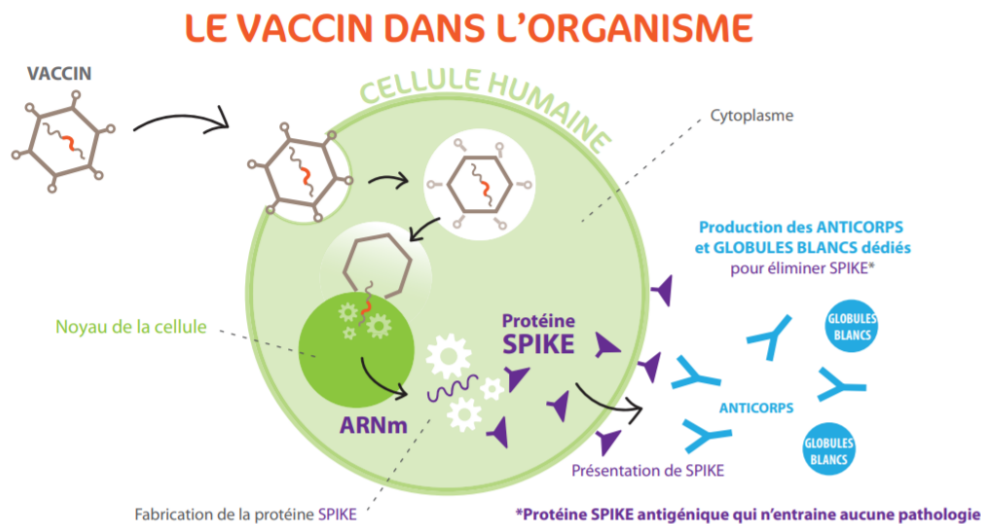 LE VACCIN DANS L'ORGANISME
VACCIN
CELLULE HUMAINE
Cytoplasme
Production des ANTICORPS
et GLOBULES BLANCS dédiés
pour éliminer SPIKE*
Noyau de la cellule
Protéine
SPIKE
GLOBULES
BLANCS
ARNm
ANTICORPS
GLOBULES
BLANCS
Présentation de SPIKE
Fabrication de la protéine SPIKE
*Protéine SPIKE antigénique qui n'entraine aucune pathologie